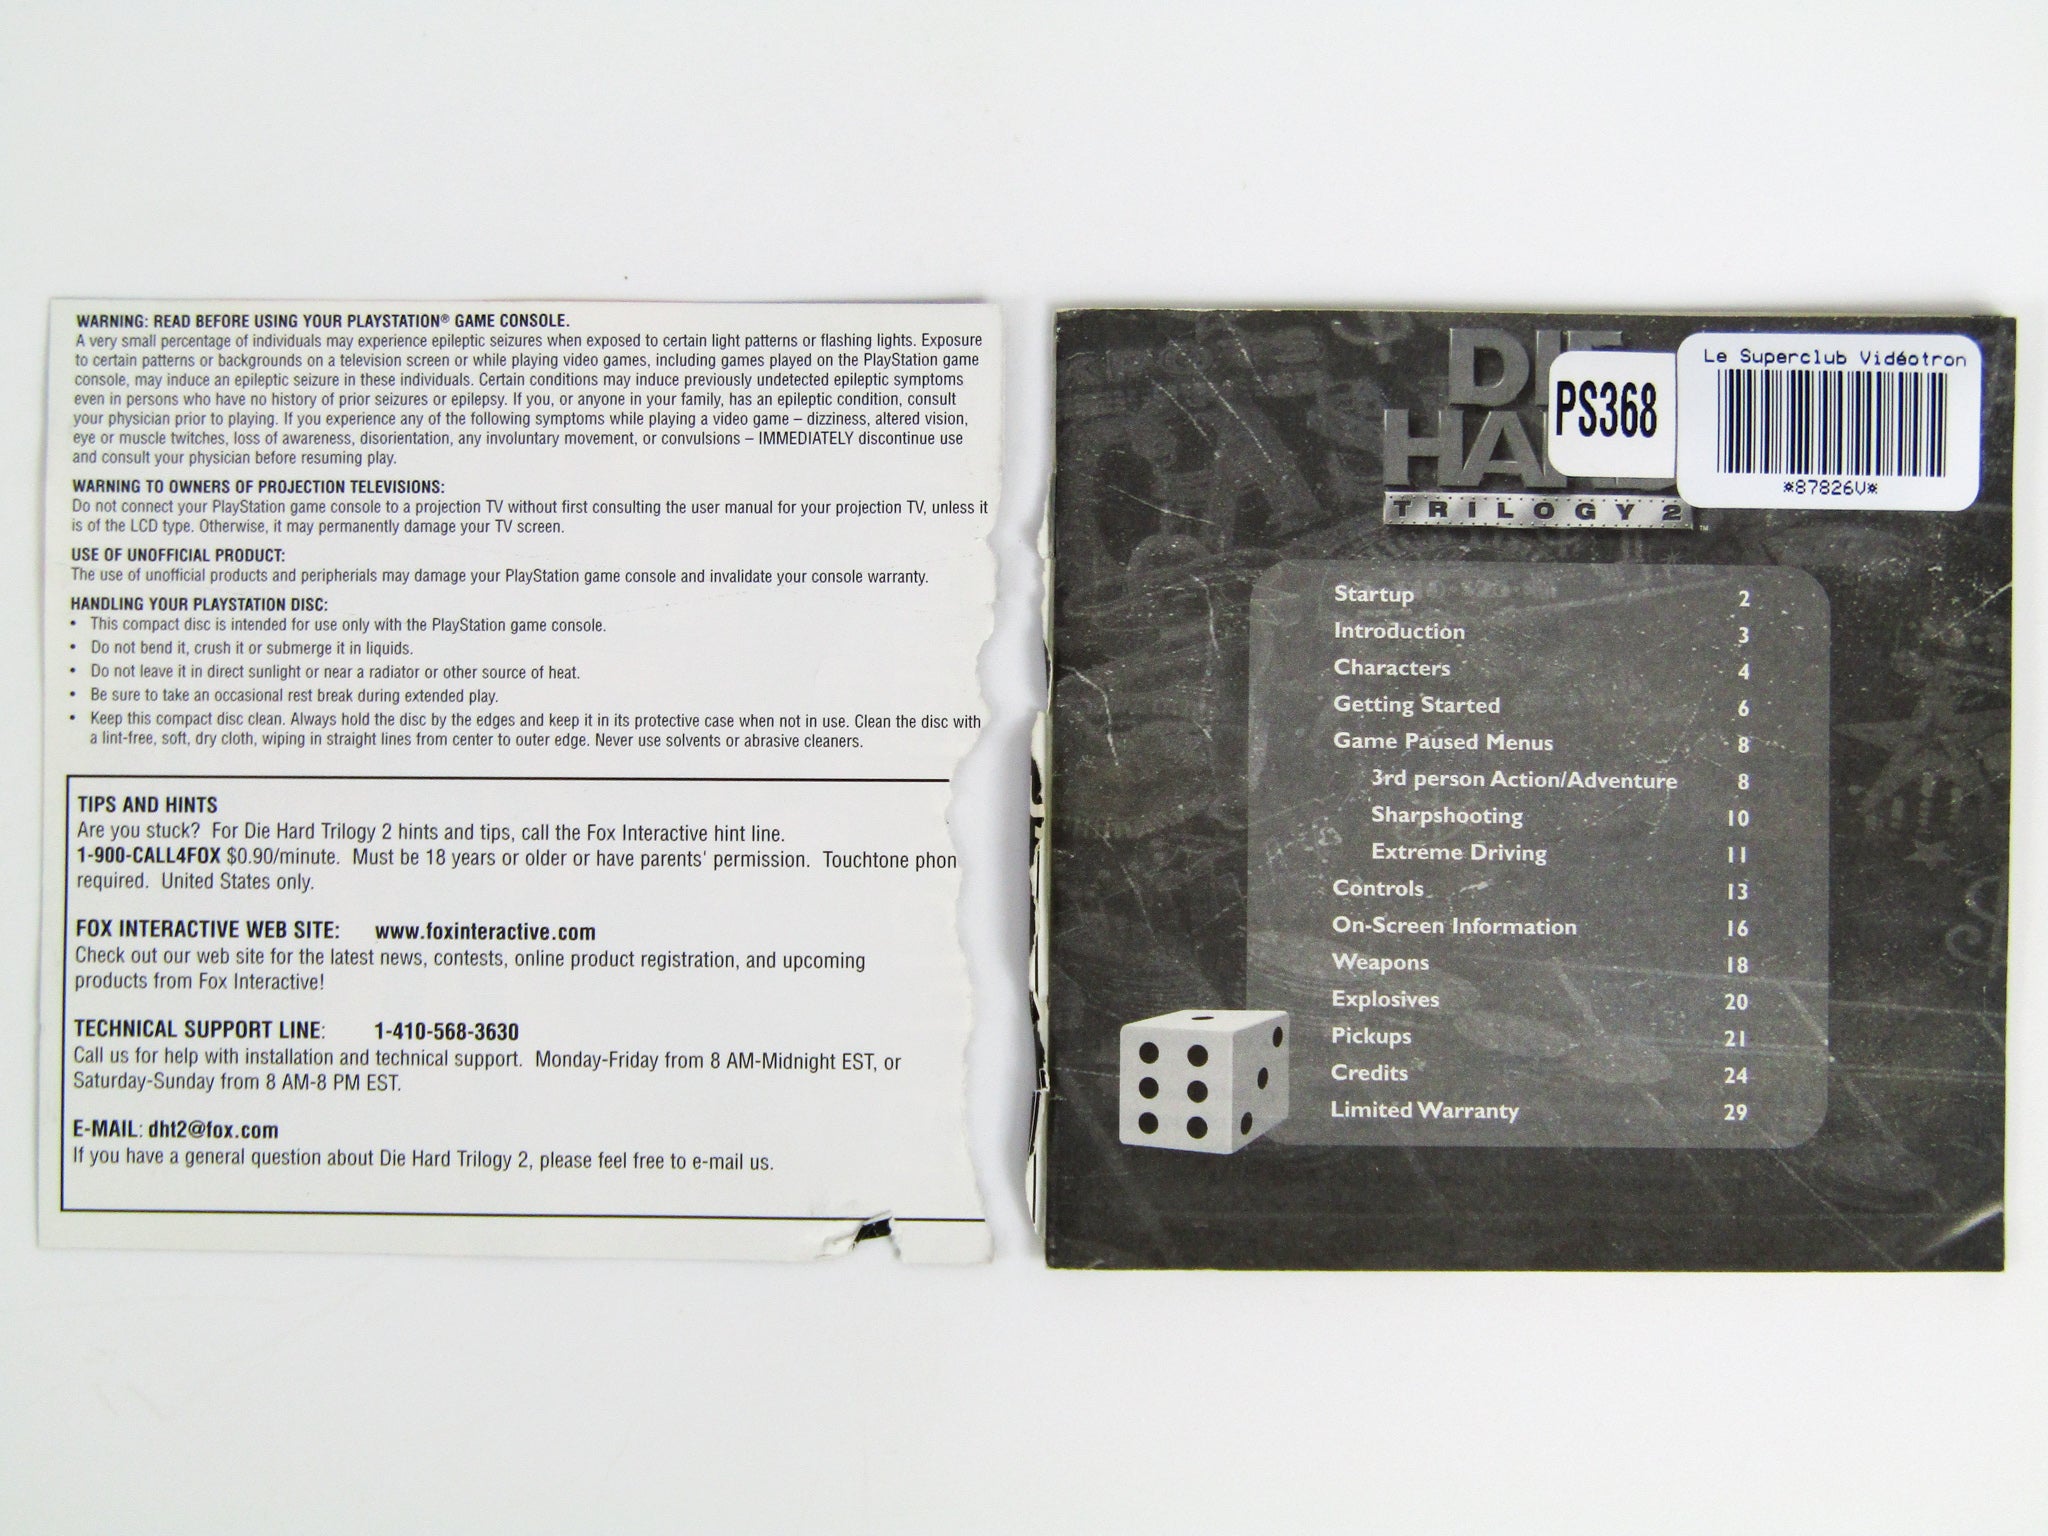 WARNING: READ BEFORE USING YOUR PLAYSTATION® GAME CONSOLE.
A very small percentage of individuals may experience epileptic seizures when exposed to certain light patterns or flashing lights. Exposure
to certain patterns or backgrounds on a television screen or while playing video games, including games played on the PlayStation game
console, may induce an epileptic seizure in these individuals. Certain conditions may induce previously undetected epileptic symptoms
even in persons who have no history of prior seizures or epilepsy. If you, or anyone in your family, has an epileptic condition, consult
your physician prior to playing. If you experience any of the following symptoms while playing a video game – dizziness, altered vision,
eye or muscle twitches, loss of awareness, disorientation, any involuntary movement, or convulsions – IMMEDIATELY discontinue use
and consult your physician before resuming play.
WARNING TO OWNERS OF PROJECTION TELEVISIONS:
Do not connect your PlayStation game console to a projection TV without first consulting the user manual for your projection TV, unless it
is of the LCD type. Otherwise, it may permanently damage your TV screen.
USE OF UNOFFICIAL PRODUCT:
The use of unofficial products and peripherials may damage your PlayStation game console and invalidate your console warranty.
HANDLING YOUR PLAYSTATION DISC:
• This compact disc is intended for use only with the PlayStation game console.
• Do not bend it, crush it or submerge it in liquids.
• Do not leave it in direct sunlight or near a radiator or other source of heat.
• Be sure to take an occasional rest break during extended play.
• Keep this compact disc clean. Always hold the disc by the edges and keep it in its protective case when not in use. Clean the disc with
a lint-free, soft, dry cloth, wiping in straight lines from center to outer edge. Never use solvents or abrasive cleaners.
TIPS AND HINTS
Are you stuck? For Die Hard Trilogy 2 hints and tips, call the Fox Interactive hint line.
1-900-CALL4FOX $0.90/minute. Must be 18 years or older or have parents' permission. Touchtone phon
required. United States only.
FOX INTERACTIVE WEB SITE: www.foxinteractive.com
Check out our web site for the latest news, contests, online product registration, and upcoming
products from Fox Interactive!
TECHNICAL SUPPORT LINE: 1-410-568-3630
Call us for help with installation and technical support. Monday-Friday from 8 AM-Midnight EST, or
Saturday-Sunday from 8 AM-8 PM EST.
E-MAIL: dht2@fox.com
If you have a general question about Die Hard Trilogy 2, please feel free to e-mail us.
DIE
HARD
TRILOGY 2™
PS368
Le Superclub Vidéotron
*87826V*
Startup 2
Introduction 3
Characters 4
Getting Started 6
Game Paused Menus 8
3rd person Action/Adventure 8
Sharpshooting 10
Extreme Driving 11
Controls 13
On-Screen Information 16
Weapons 18
Explosives 20
Pickups 21
Credits 24
Limited Warranty 29